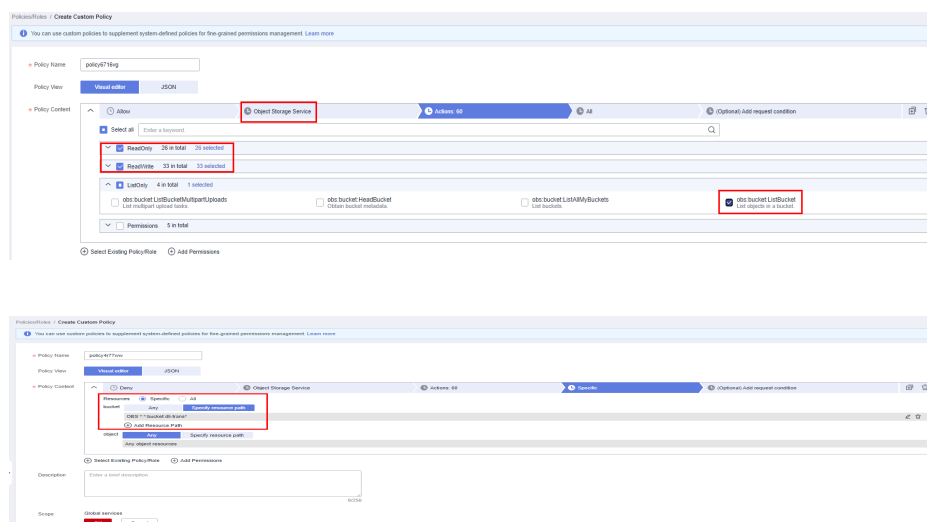 Policies/Roles / Create Custom Policy
You can use custom policies to supplement system-defined policies for fine-grained permissions management. Learn more
* Policy Name policy6716vg
Policy View Visual editor JSON
* Policy Content Allow Object Storage Service Actions: 60 All (Optional) Add request condition
Select all Enter a keyword.
ReadOnly 26 in total 26 selected
ReadWrite 33 in total 33 selected
ListOnly 4 in total 1 selected
obs:bucket:ListBucketMultipartUploads obs:bucket:HeadBucket obs:bucket:ListAllMyBuckets obs:bucket:ListBucket
List multipart upload tasks. Obtain bucket metadata. List buckets. List objects in a bucket.
Permissions 5 in total
Select Existing Policy/Role Add Permissions
Policies/Roles / Create Custom Policy
You can use custom policies to supplement system-defined policies for fine-grained permissions management. Learn more
* Policy Name
Policy View Visual editor JSON
* Policy Content Deny Object Storage Service Actions: 60 Specific (Optional) Add request condition
Resources Specific All
bucket Any Specify resource path
Add Resource Path
object Any Specify resource path
Any object resources
Select Existing Policy/Role Add Permissions
Description Enter a brief description.
0/256
Scope Global services